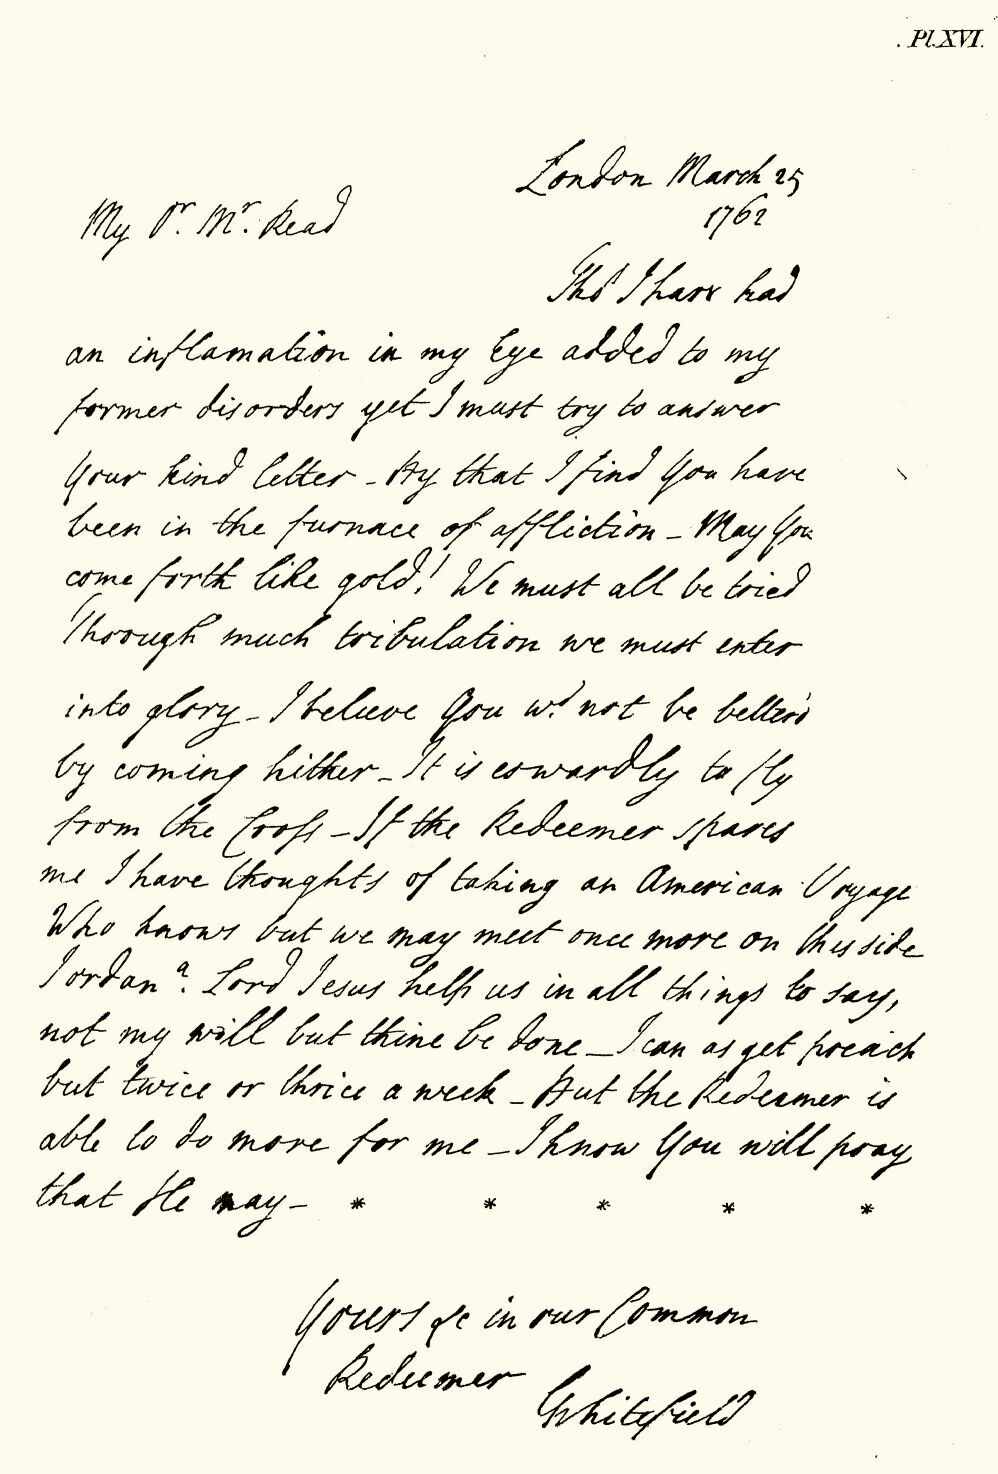 Pl. XVI.
London March 25
1762
My Dr. Mr. Read
Tho' I have had
an inflamation in my Eye added to my
former disorders yet I must try to answer
Your kind letter - By that I find You have
been in the furnace of affliction - May You
come forth like gold! We must all be tried
Through much tribulation we must enter
into glory - I believe You wd. not be better'd
by coming hither - It is cowardly to fly
from the Cross - If the Redeemer spares
me I have thoughts of taking an American Voyage
Who knows but we may meet once more on this side
Jordan? Lord Jesus help us in all things to say,
not my will but thine be done - I can as yet preach
but twice or thrice a week - But the Redeemer is
able to do more for me - I know You will pray
that He may - * * * * *
Yours &c in our Common
Redeemer
GWhitefield